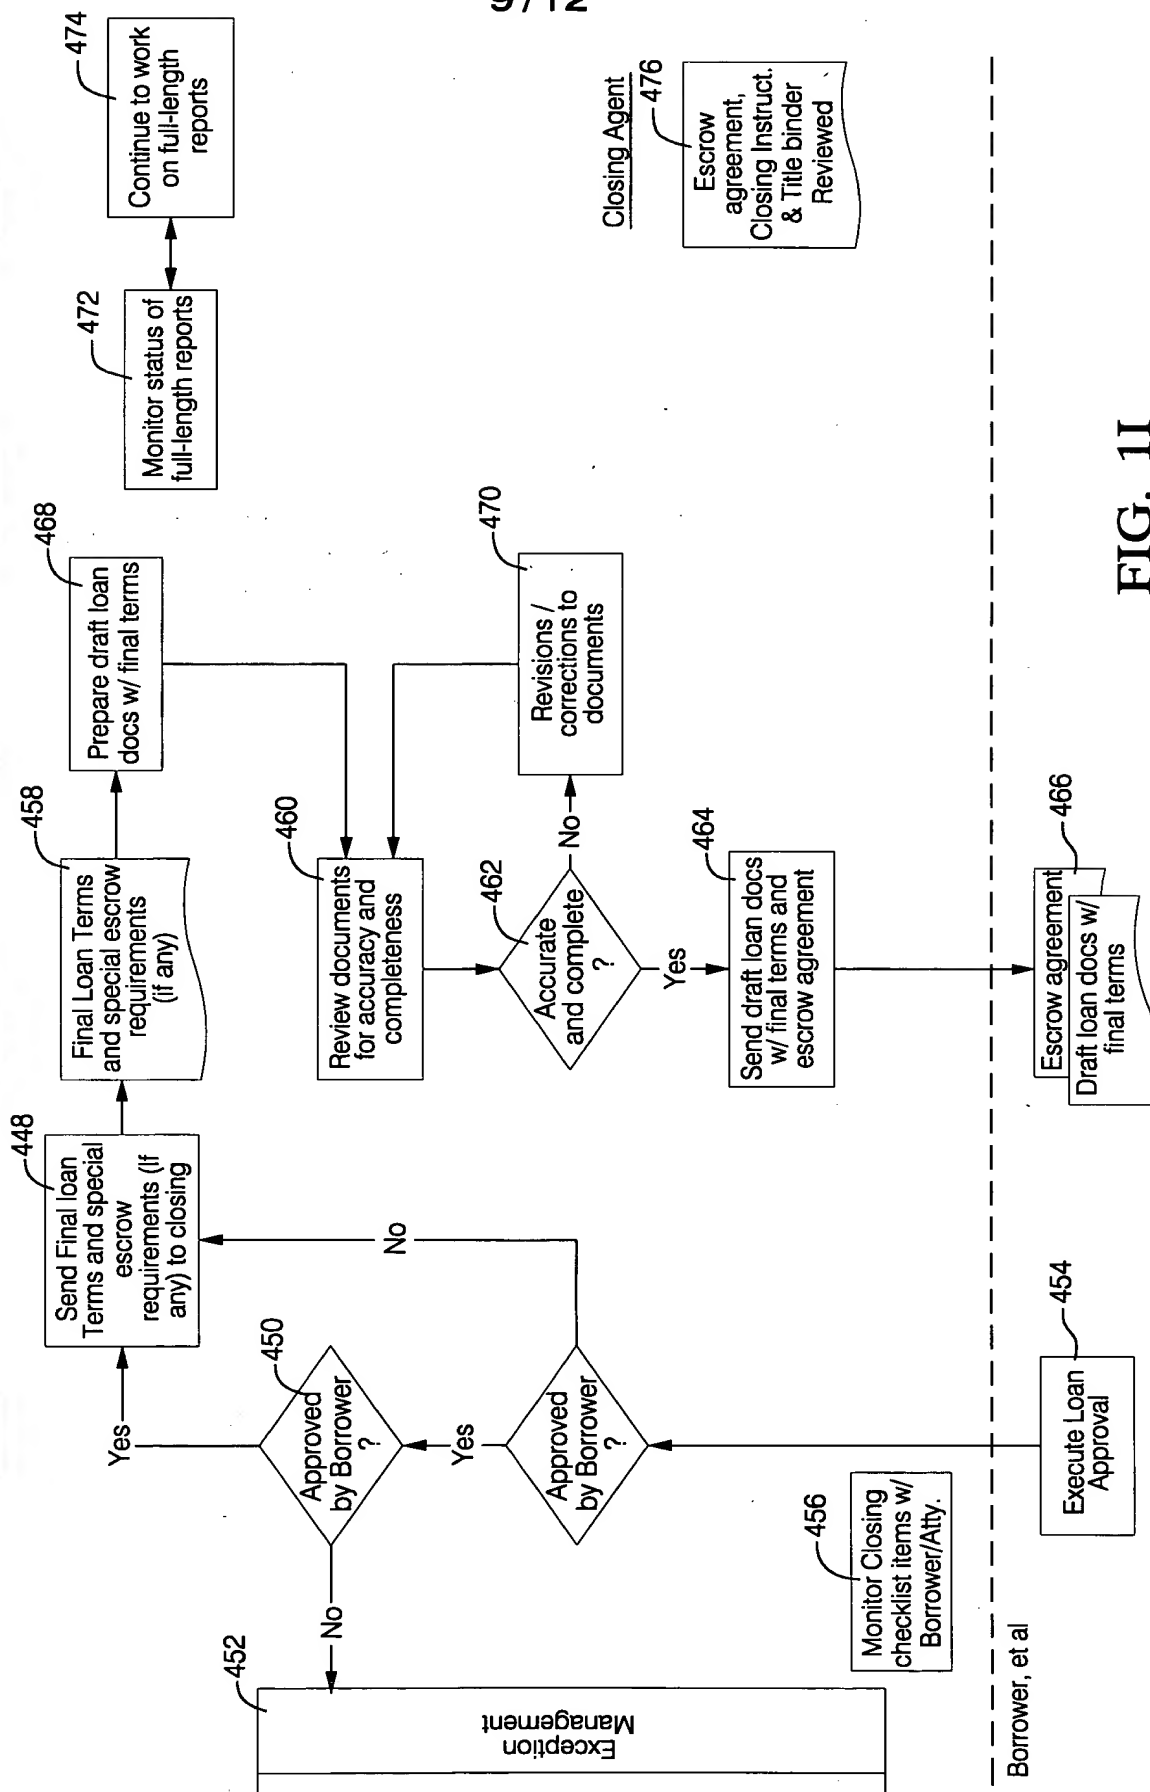 9/12
474
Continue to work
on full-length
reports
472
Monitor status of
full-length reports
Closing Agent
476
Escrow
agreement,
Closing Instruct.
& Title binder
Reviewed
468
Prepare draft loan
docs w/ final terms
470
Revisions /
corrections to
documents
458
Final Loan Terms
and special escrow
requirements
(if any)
460
Review documents
for accuracy and
completeness
462
Accurate
and complete
?
No
Yes
464
Send draft loan docs
w/ final terms and
escrow agreement
466
Escrow agreement
Draft loan docs w/
final terms
448
Send Final loan
Terms and special
escrow
requirements (If
any) to closing
No
Yes
450
Approved
by Borrower
?
Yes
Approved
by Borrower
?
No
452
Exception
Management
456
Monitor Closing
checklist items w/
Borrower/Atty.
454
Execute Loan
Approval
Borrower, et al
FIG. 1I